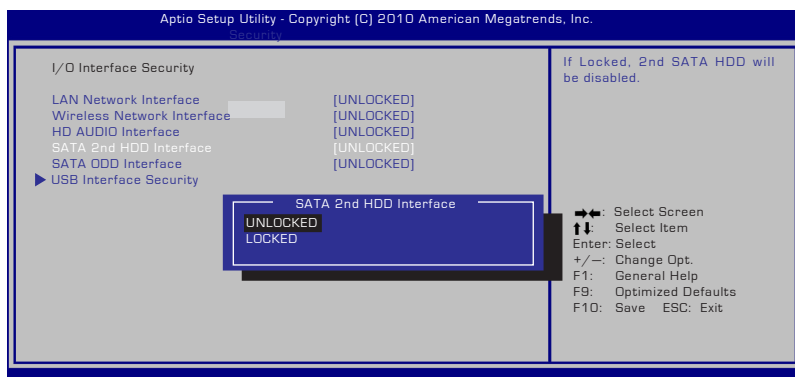 Aptio Setup Utility - Copyright (C) 2010 American Megatrends, Inc.
Security
I/O Interface Security
LAN Network Interface [UNLOCKED]
Wireless Network Interface [UNLOCKED]
HD AUDIO Interface [UNLOCKED]
SATA 2nd HDD Interface [UNLOCKED]
SATA ODD Interface [UNLOCKED]
USB Interface Security
SATA 2nd HDD Interface
UNLOCKED
LOCKED
If Locked, 2nd SATA HDD will
be disabled.
→←: Select Screen
↑↓: Select Item
Enter: Select
+/—: Change Opt.
F1: General Help
F9: Optimized Defaults
F10: Save ESC: Exit